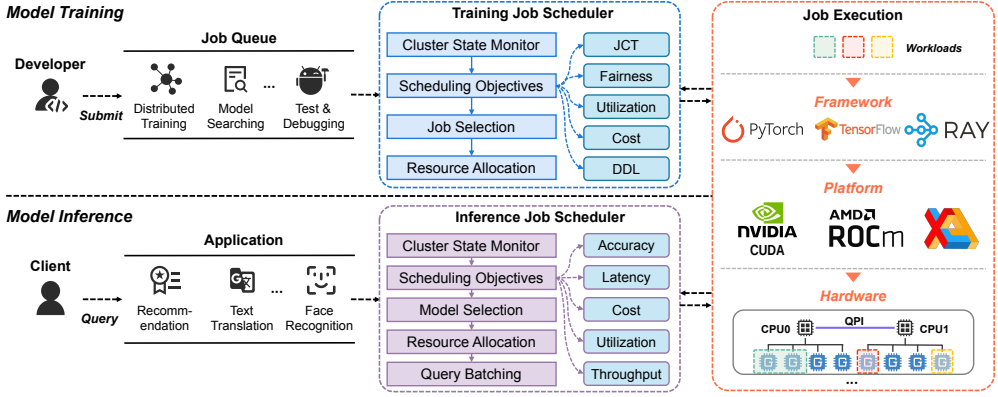 Model Training
Developer
Submit
Job Queue
Distributed
Training
Model
Searching
...
Test &
Debugging
Training Job Scheduler
Cluster State Monitor
Scheduling Objectives
Job Selection
Resource Allocation
JCT
Fairness
Utilization
Cost
DDL
Model Inference
Client
Query
Application
Recomm-
endation
Text
Translation
...
Face
Recognition
Inference Job Scheduler
Cluster State Monitor
Scheduling Objectives
Model Selection
Resource Allocation
Query Batching
Accuracy
Latency
Cost
Utilization
Throughput
Job Execution
Workloads
Framework
PyTorch
TensorFlow
RAY
Platform
NVIDIA
CUDA
AMD
ROCm
XLA
Hardware
CPU0
QPI
CPU1
G G G G G G G G
...